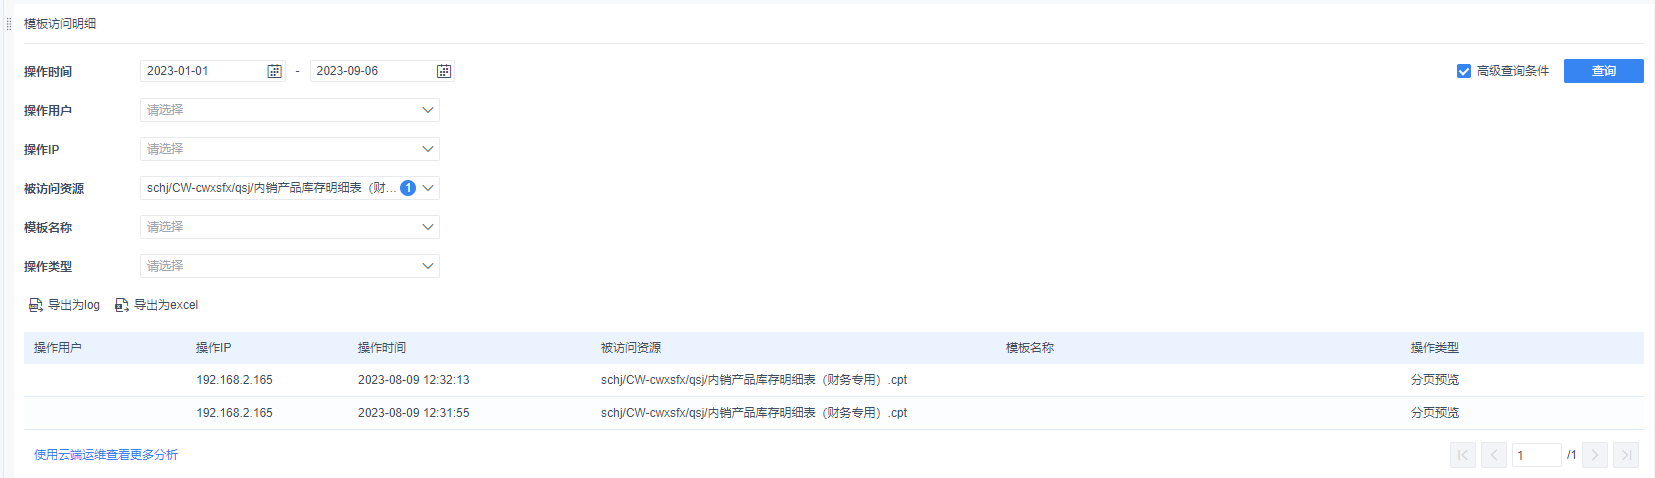 模板访问明细
操作时间 2023-01-01 - 2023-09-06 高级查询条件 查询
操作用户 请选择
操作IP 请选择
被访问资源 schj/CW-cwxsfx/qsj/内销产品库存明细表（财... 1
模板名称 请选择
操作类型 请选择
导出为log 导出为excel
操作用户 操作IP 操作时间 被访问资源 模板名称 操作类型
192.168.2.165 2023-08-09 12:32:13 schj/CW-cwxsfx/qsj/内销产品库存明细表（财务专用）.cpt 分页预览
192.168.2.165 2023-08-09 12:31:55 schj/CW-cwxsfx/qsj/内销产品库存明细表（财务专用）.cpt 分页预览
使用云端运维查看更多分析 1 /1